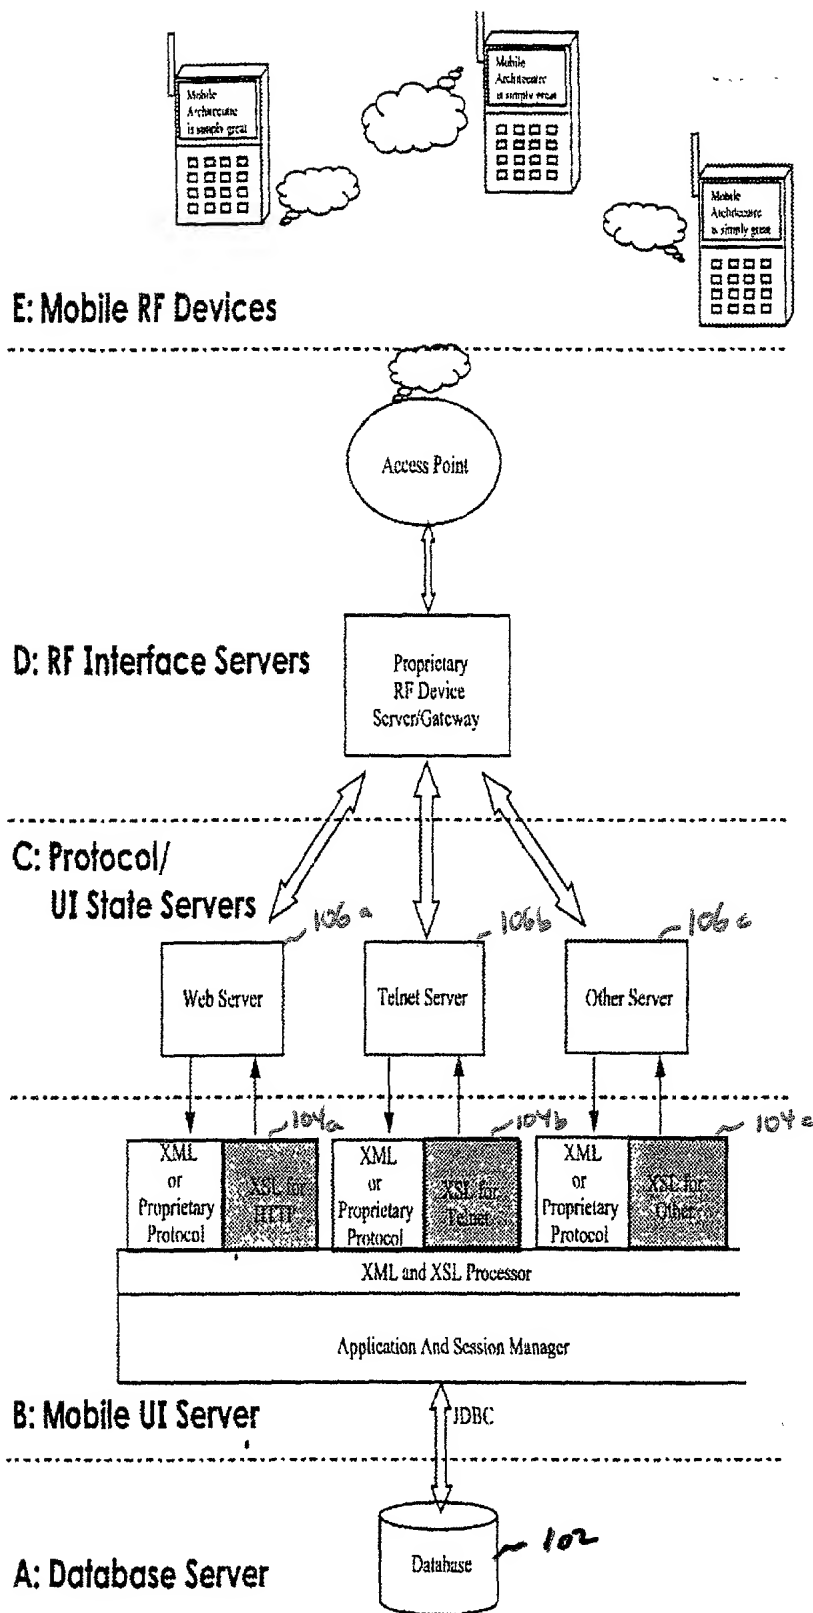 Mobile
Architecture
is simply great
Mobile
Architecture
is simply great
Mobile
Architecture
is simply great
E: Mobile RF Devices
Access Point
D: RF Interface Servers
Proprietary
RF Device
Server/Gateway
C: Protocol/
UI State Servers
106a
106b
106c
Web Server
Telnet Server
Other Server
104a
104b
104c
XML
or
Proprietary
Protocol
XSL for
HTTP
XML
or
Proprietary
Protocol
XSL for
Telnet
XML
or
Proprietary
Protocol
XSL for
Other
XML and XSL Processor
Application And Session Manager
B: Mobile UI Server
JDBC
102
Database
A: Database Server